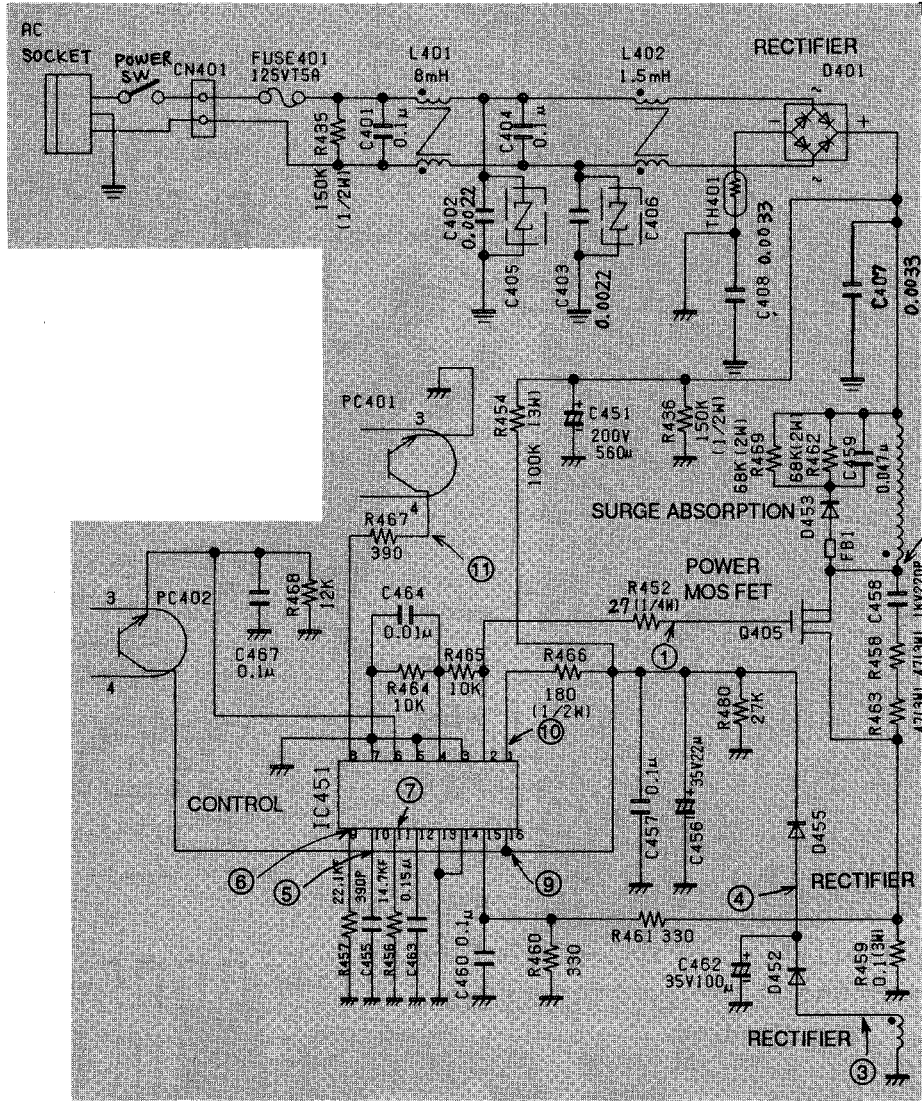 AC
SOCKET
POWER
SW
CN401
FUSE401
125VT5A
L401
8mH
L402
1.5mH
RECTIFIER
D401
R435
150K
(1/2W)
C401
0.1μ
C404
0.1μ
C402
0.0022
C405
C403
0.0022
C406
TH401
C408 0.0033
C407
0.0033
PC401
3
4
R454
100K (3W)
C451
200V
560μ
R436
150K
(1/2W)
R469
68K(2W)
R462
68K(2W)
C459
0.047μ
SURGE ABSORPTION
D453
FB1
R467
390
11
PC402
3
4
C467
0.1μ
R468
12K
C464
0.01μ
R464
10K
R465
10K
R466
180
(1/2W)
10
R452
27 (1/4W)
1
POWER
MOS FET
Q405
C458
R458
R463
R480
27K
CONTROL
IC451
8 7 6 5 4 3 2 1
7
9 10 11 12 13 14 15 16
6
5
9
22.1KF
R457
390P
C455
14.7KF
R456
0.15μ
C463
C460 0.1μ
R460
330
R461 330
C457
0.1μ
C456
35V22μ
D455
4
RECTIFIER
C462
35V100μ
D452
R459
0.1(3W)
RECTIFIER
3